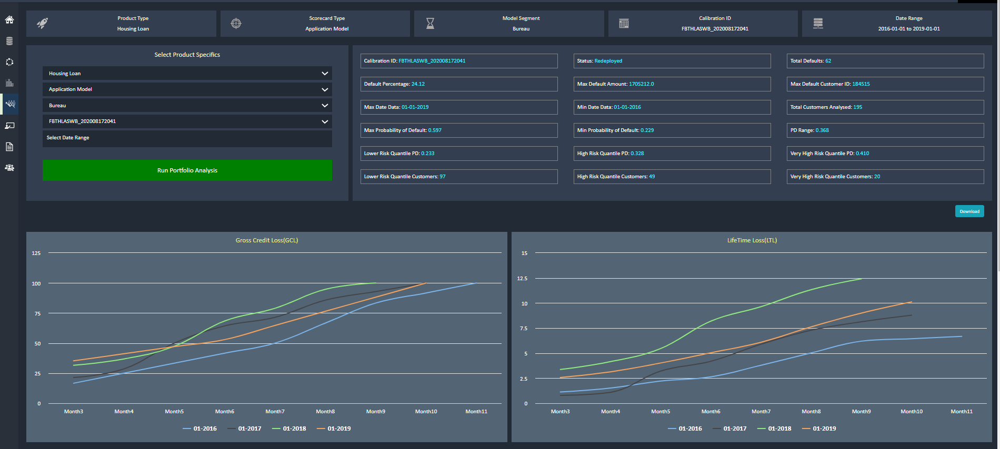 Product Type
Housing Loan
Scorecard Type
Application Model
Model Segment
Bureau
Calibration ID
FBTHLASWB_202008172041
Date Range
2016-01-01 to 2019-01-01
Select Product Specifics
Housing Loan
Application Model
Bureau
FBTHLASWB_202008172041
Select Date Range
Run Portfolio Analysis
Calibration ID: FBTHLASWB_202008172041
Status: Redeployed
Total Defaults: 62
Default Percentage: 24.12
Max Default Amount: 1705212.0
Max Default Customer ID: 184515
Max Date Data: 01-01-2019
Min Date Data: 01-01-2016
Total Customers Analysed: 195
Max Probability of Default: 0.597
Min Probability of Default: 0.229
PD Range: 0.368
Lower Risk Quantile PD: 0.233
High Risk Quantile PD: 0.328
Very High Risk Quantile PD: 0.410
Lower Risk Quantile Customers: 97
High Risk Quantile Customers: 49
Very High Risk Quantile Customers: 20
Download
Gross Credit Loss(GCL)
125
100
75
50
25
0
Month3 Month4 Month5 Month6 Month7 Month8 Month9 Month10 Month11
01-2016 01-2017 01-2018 01-2019
LifeTime Loss(LTL)
15
12.5
10
7.5
5
2.5
0
Month3 Month4 Month5 Month6 Month7 Month8 Month9 Month10 Month11
01-2016 01-2017 01-2018 01-2019